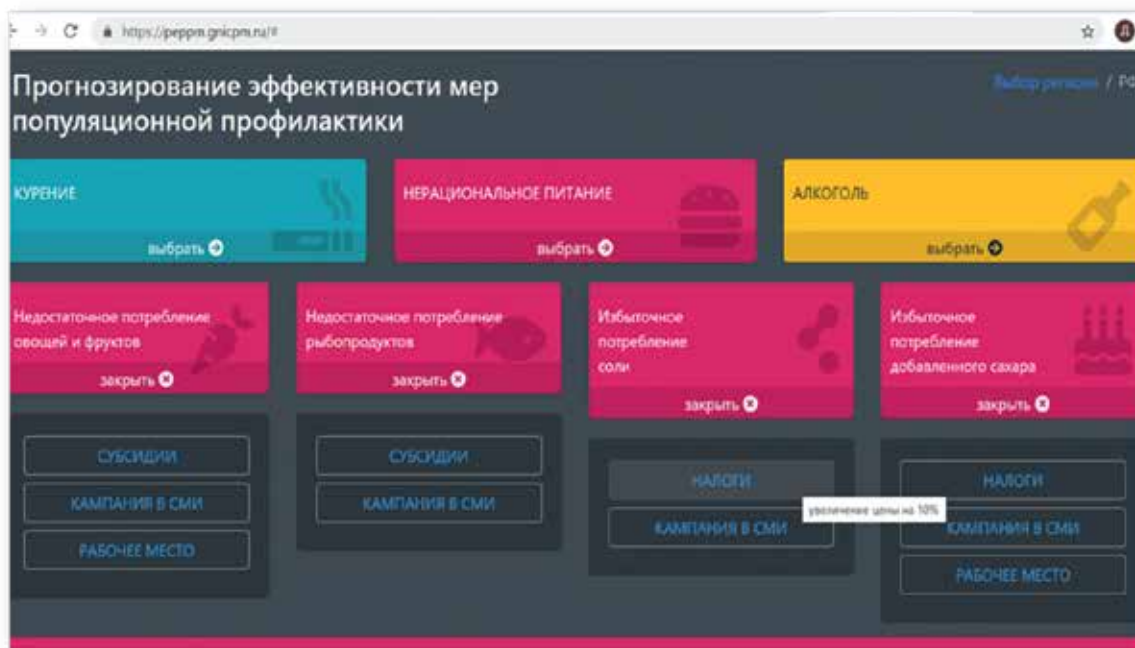 https://peppm.gnicpm.ru/#
Л
Прогнозирование эффективности мер
популяционной профилактики
Выбор региона / РФ
КУРЕНИЕ
выбрать
НЕРАЦИОНАЛЬНОЕ ПИТАНИЕ
выбрать
АЛКОГОЛЬ
выбрать
Недостаточное потребление
овощей и фруктов
закрыть
Недостаточное потребление
рыбопродуктов
закрыть
Избыточное
потребление
соли
закрыть
Избыточное
потребление
добавленного сахара
закрыть
СУБСИДИИ
КАМПАНИЯ В СМИ
РАБОЧЕЕ МЕСТО
СУБСИДИИ
КАМПАНИЯ В СМИ
НАЛОГИ
увеличение цены на 10%
КАМПАНИЯ В СМИ
НАЛОГИ
КАМПАНИЯ В СМИ
РАБОЧЕЕ МЕСТО